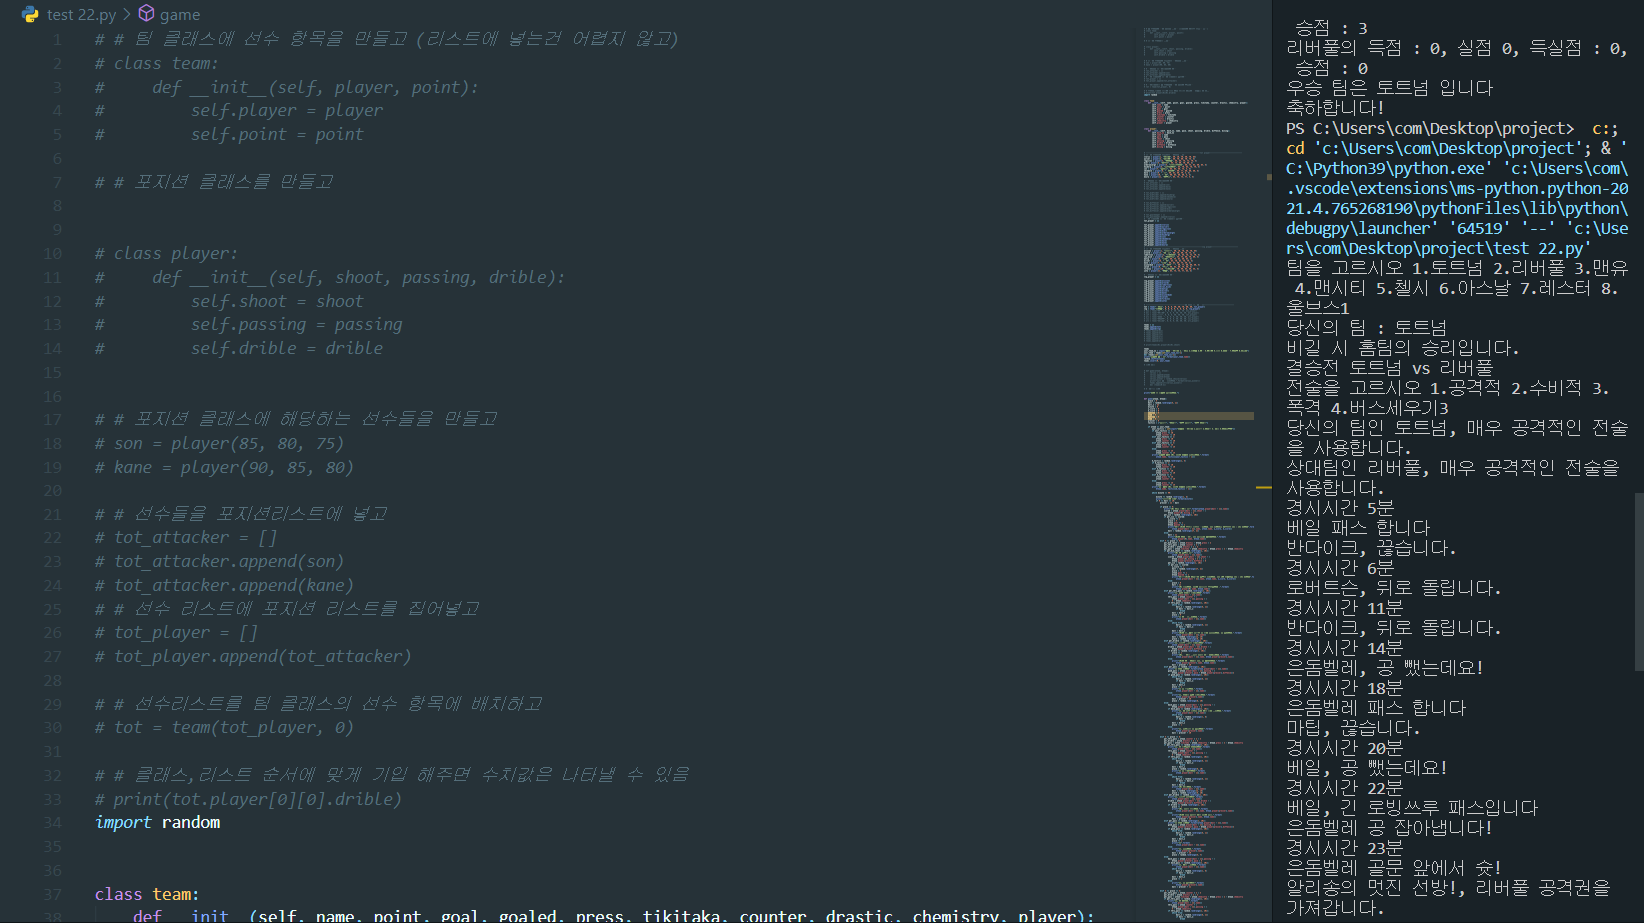 test 22.py > game
1 # # 팀 클래스에 선수 항목을 만들고 (리스트에 넣는건 어렵지 않고)
2 # class team:
3 #     def __init__(self, player, point):
4 #         self.player = player
5 #         self.point = point
6
7 # # 포지션 클래스를 만들고
8
9
10 # class player:
11 #     def __init__(self, shoot, passing, drible):
12 #         self.shoot = shoot
13 #         self.passing = passing
14 #         self.drible = drible
15
16
17 # # 포지션 클래스에 해당하는 선수들을 만들고
18 # son = player(85, 80, 75)
19 # kane = player(90, 85, 80)
20
21 # # 선수들을 포지션리스트에 넣고
22 # tot_attacker = []
23 # tot_attacker.append(son)
24 # tot_attacker.append(kane)
25 # # 선수 리스트에 포지션 리스트를 집어넣고
26 # tot_player = []
27 # tot_player.append(tot_attacker)
28
29 # # 선수리스트를 팀 클래스의 선수 항목에 배치하고
30 # tot = team(tot_player, 0)
31
32 # # 클래스,리스트 순서에 맞게 기입 해주면 수치값은 나타낼 수 있음
33 # print(tot.player[0][0].drible)
34 import random
35
36
37 class team:
38     def __init__(self, name, point, goal, goaled, press, tikitaka, counter, drastic, chemistry, player):
승점 : 3
리버풀의 득점 : 0, 실점 0, 득실점 : 0,
승점 : 0
우승 팀은 토트넘 입니다
축하합니다!
PS C:\Users\com\Desktop\project>  c:;
cd 'c:\Users\com\Desktop\project'; & '
C:\Python39\python.exe' 'c:\Users\com\
.vscode\extensions\ms-python.python-20
21.4.765268190\pythonFiles\lib\python\
debugpy\launcher' '64519' '--' 'c:\Use
rs\com\Desktop\project\test 22.py'
팀을 고르시오 1.토트넘 2.리버풀 3.맨유
4.맨시티 5.첼시 6.아스날 7.레스터 8.
울브스1
당신의 팀 : 토트넘
비길 시 홈팀의 승리입니다.
결승전 토트넘 vs 리버풀
전술을 고르시오 1.공격적 2.수비적 3.
폭격 4.버스세우기3
당신의 팀인 토트넘, 매우 공격적인 전술
을 사용합니다.
상대팀인 리버풀, 매우 공격적인 전술을
사용합니다.
경시시간 5분
베일 패스 합니다
반다이크, 끊습니다.
경시시간 6분
로버트슨, 뒤로 돌립니다.
경시시간 11분
반다이크, 뒤로 돌립니다.
경시시간 14분
은돔벨레, 공 뺐는데요!
경시시간 18분
은돔벨레 패스 합니다
마팁, 끊습니다.
경시시간 20분
베일, 공 뺐는데요!
경시시간 22분
베일, 긴 로빙쓰루 패스입니다
은돔벨레 공 잡아냅니다!
경시시간 23분
은돔벨레 골문 앞에서 슛!
알리송의 멋진 선방!, 리버풀 공격권을
가져갑니다.